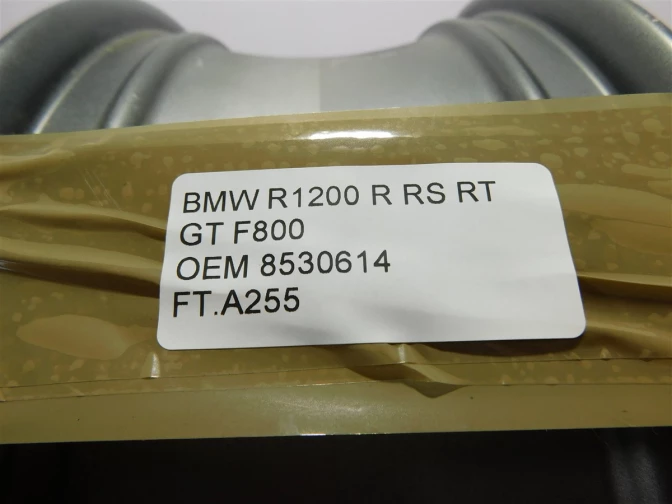 BMW R1200 R RS RT
GT F800
OEM 8530614
FT.A255